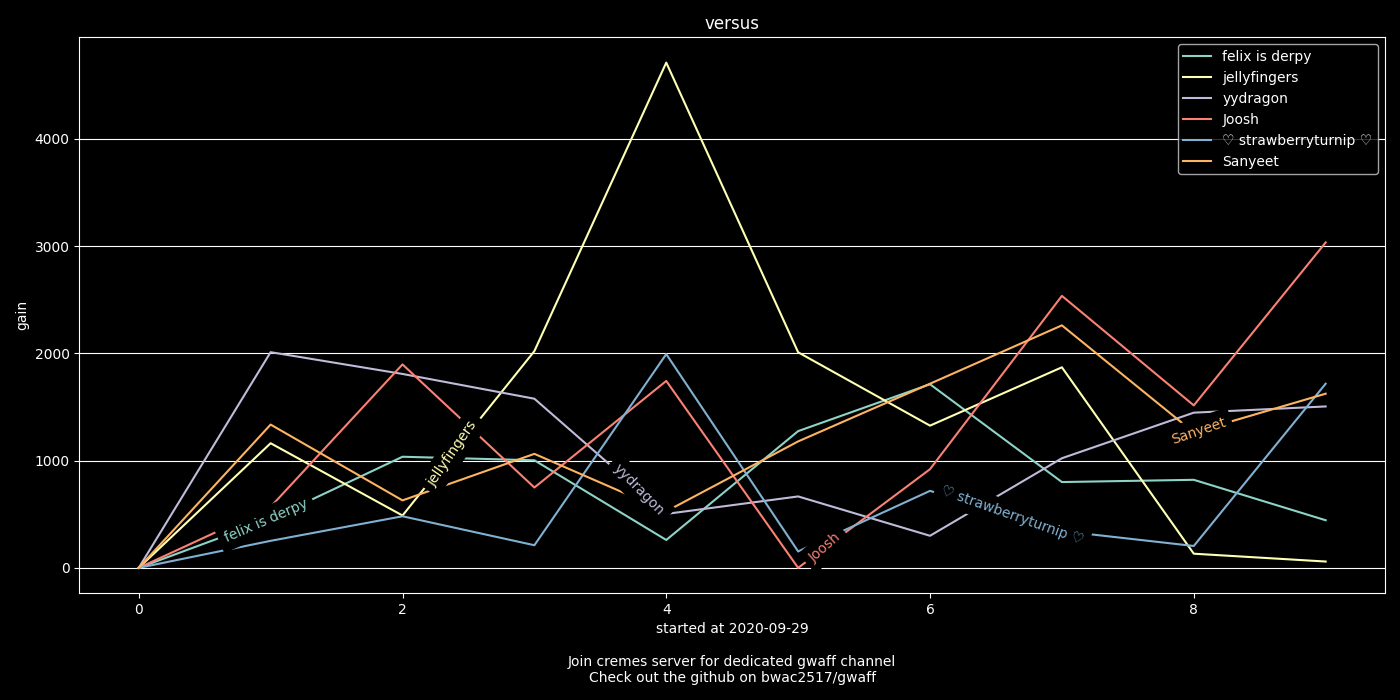 versus
felix is derpy
jellyfingers
yydragon
Joosh
♡ strawberryturnip ♡
Sanyeet
4000
3000
2000
1000
0
gain
felix is derpy
jellyfingers
yydragon
Joosh
♡ strawberryturnip ♡
Sanyeet
0 2 4 6 8
started at 2020-09-29
Join cremes server for dedicated gwaff channel
Check out the github on bwac2517/gwaff